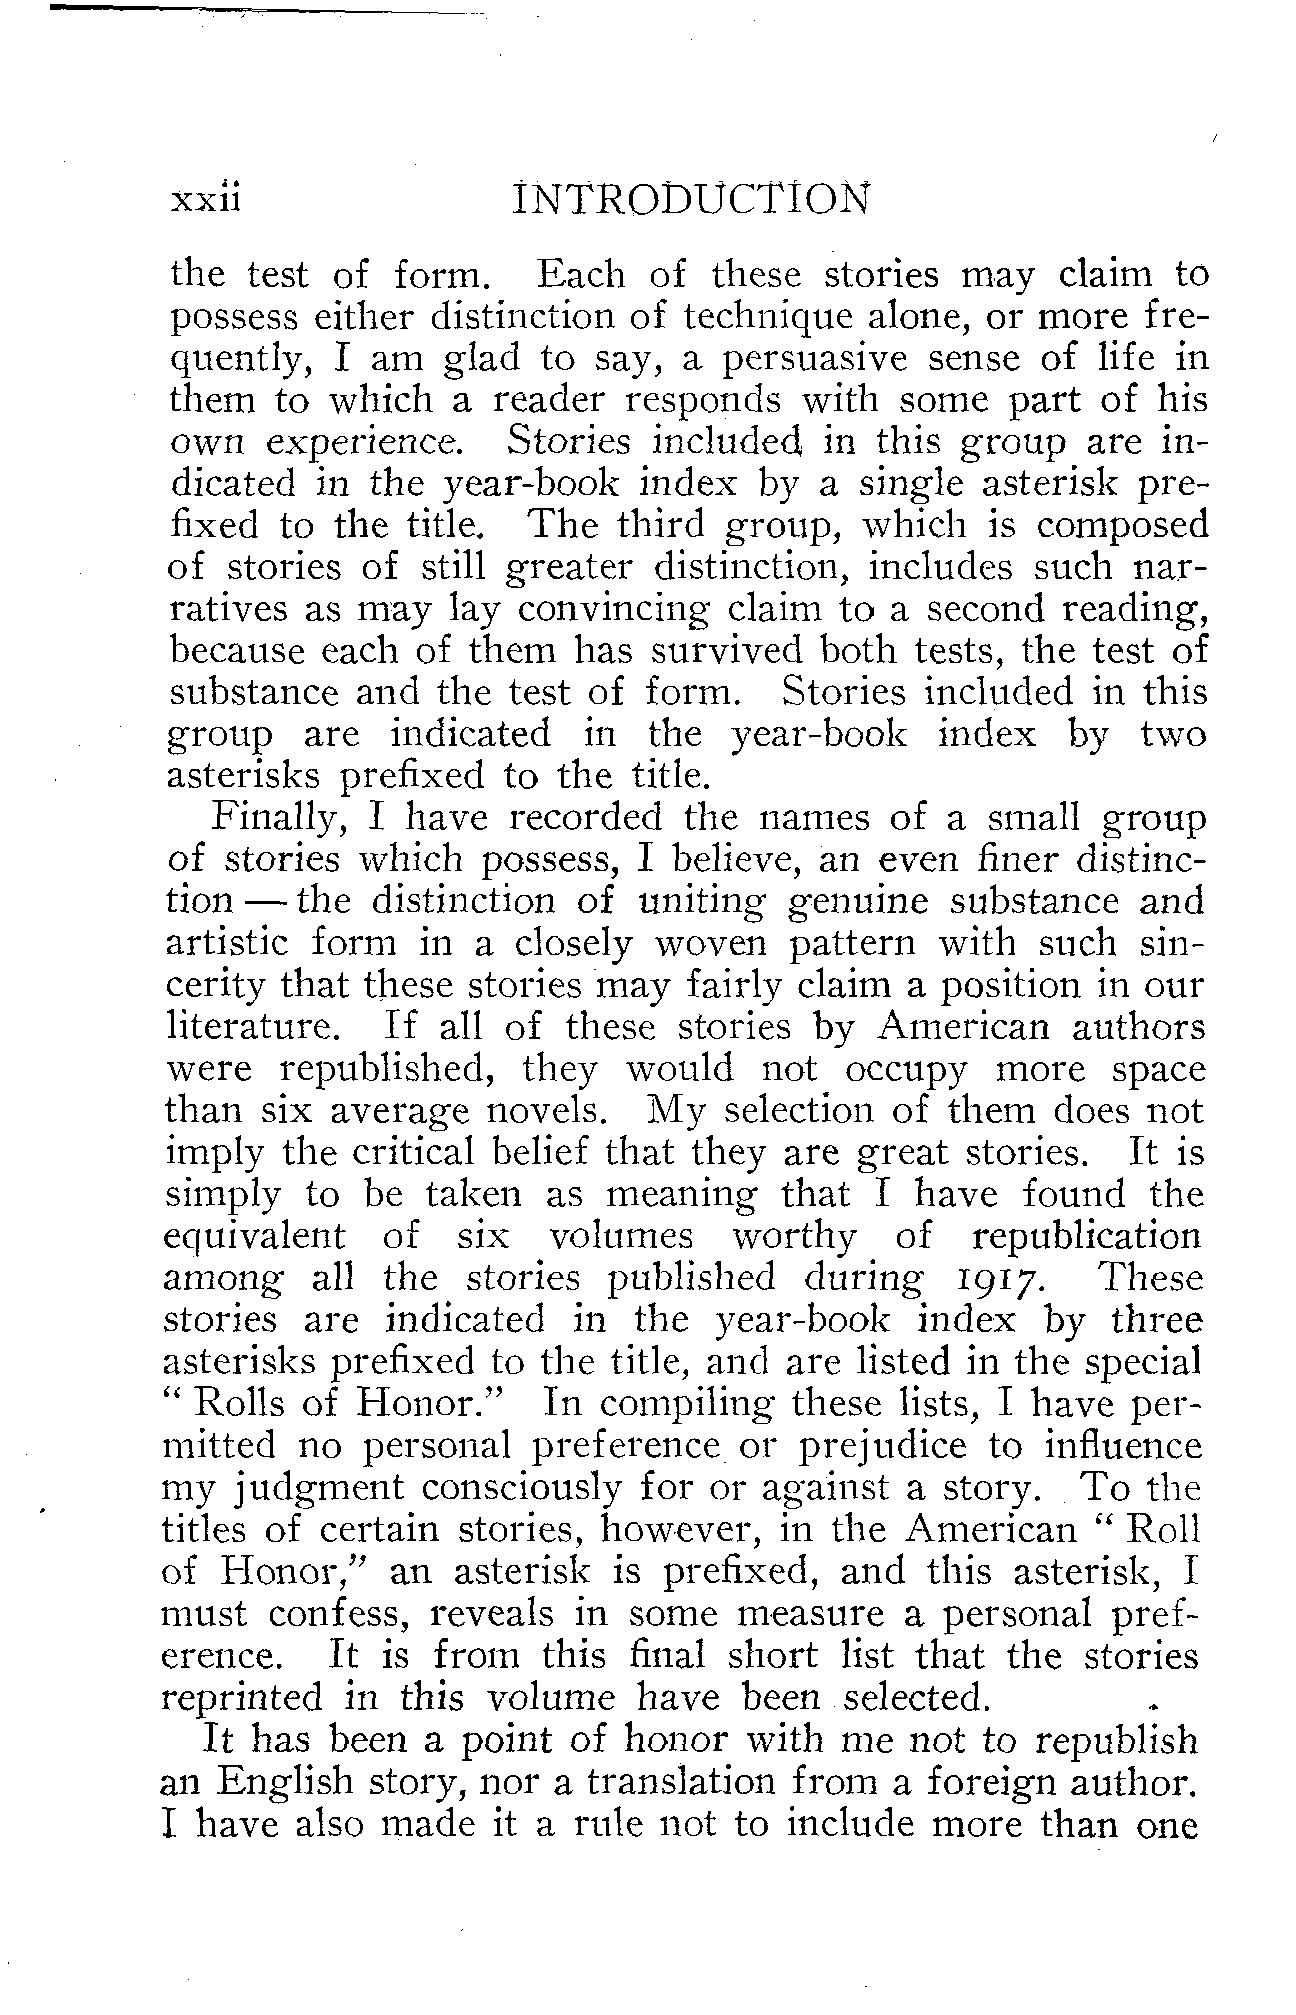 xxii INTRODUCTION
the test of form. Each of these stories may claim to
possess either distinction of technique alone, or more fre-
quently, I am glad to say, a persuasive sense of life in
them to which a reader responds with some part of his
own experience. Stories included in this group are in-
dicated in the year-book index by a single asterisk pre-
fixed to the title. The third group, which is composed
of stories of still greater distinction, includes such nar-
ratives as may lay convincing claim to a second reading,
because each of them has survived both tests, the test of
substance and the test of form. Stories included in this
group are indicated in the year-book index by two
asterisks prefixed to the title.
Finally, I have recorded the names of a small group
of stories which possess, I believe, an even finer distinc-
tion — the distinction of uniting genuine substance and
artistic form in a closely woven pattern with such sin-
cerity that these stories may fairly claim a position in our
literature. If all of these stories by American authors
were republished, they would not occupy more space
than six average novels. My selection of them does not
imply the critical belief that they are great stories. It is
simply to be taken as meaning that I have found the
equivalent of six volumes worthy of republication
among all the stories published during 1917. These
stories are indicated in the year-book index by three
asterisks prefixed to the title, and are listed in the special
“ Rolls of Honor.” In compiling these lists, I have per-
mitted no personal preference or prejudice to influence
my judgment consciously for or against a story. To the
titles of certain stories, however, in the American “ Roll
of Honor,” an asterisk is prefixed, and this asterisk, I
must confess, reveals in some measure a personal pref-
erence. It is from this final short list that the stories
reprinted in this volume have been selected.
It has been a point of honor with me not to republish
an English story, nor a translation from a foreign author.
I have also made it a rule not to include more than one